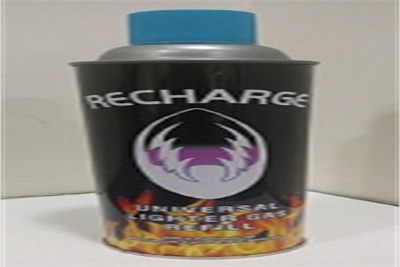 RECHARGE
UNIVERSAL
LIGHTER GAS
REFILL